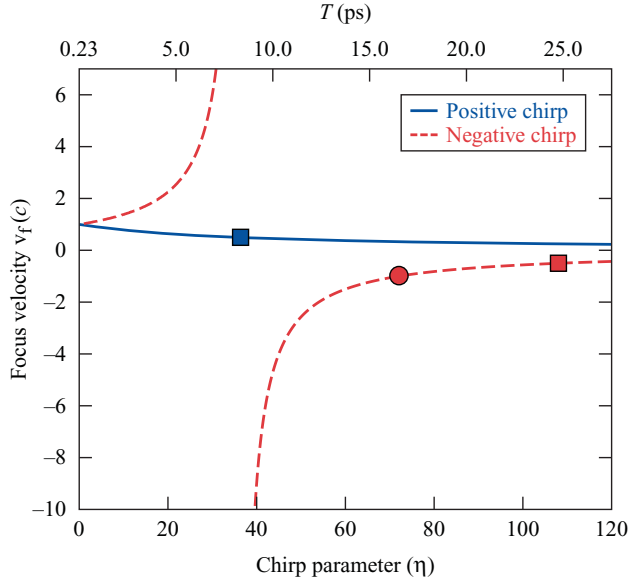 T (ps)
0.23 5.0 10.0 15.0 20.0 25.0
Positive chirp
Negative chirp
6
4
2
0
−2
−4
−6
−8
−10
Focus velocity v_f (c)
0 20 40 60 80 100 120
Chirp parameter (η)